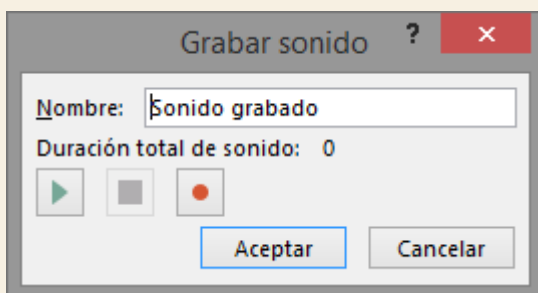 Grabar sonido ?
Nombre: Sonido grabado
Duración total de sonido: 0
Aceptar Cancelar